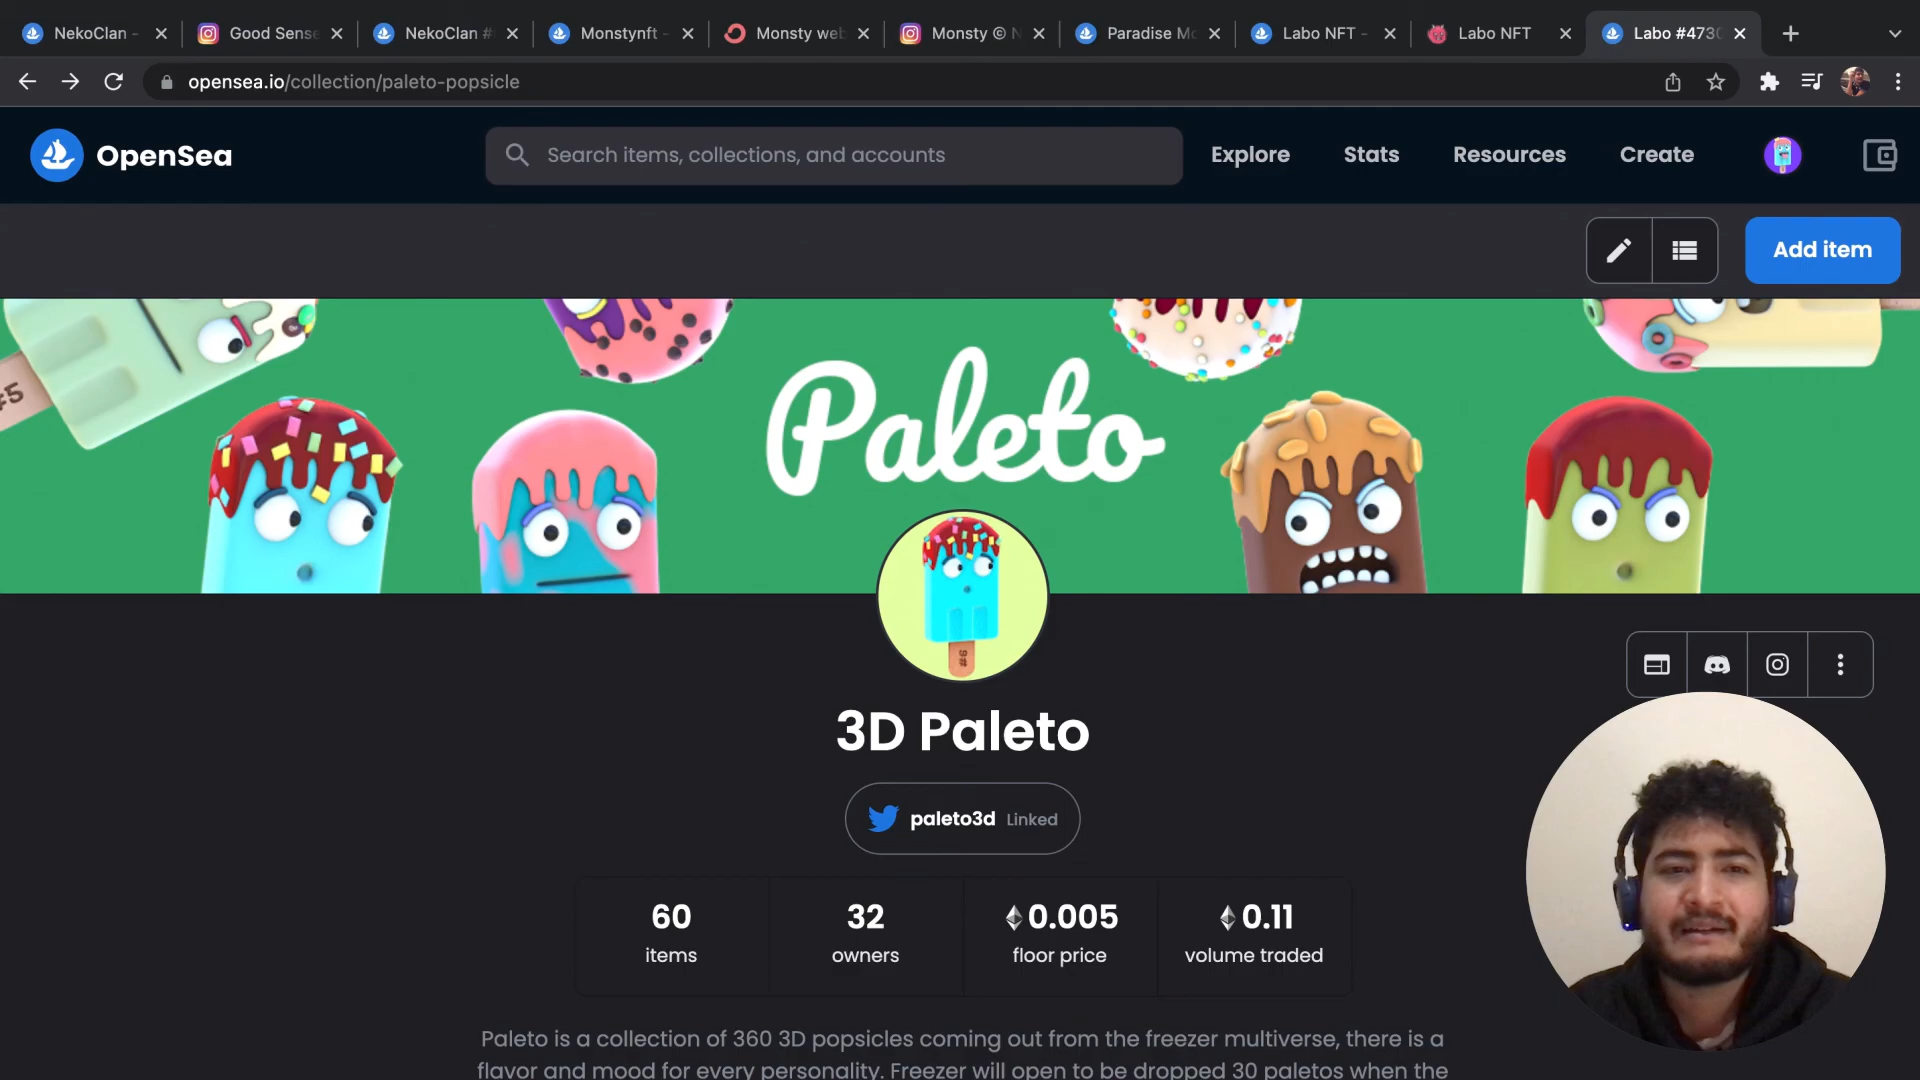 NekoClan -
Good Sense
NekoClan #
Monstynft -
Monsty web
Monsty © N
Paradise Mo
Labo NFT -
Labo NFT
Labo #4730
opensea.io/collection/paleto-popsicle
OpenSea
Search items, collections, and accounts
Explore
Stats
Resources
Create
Add item
#5
Paleto
#6
3D Paleto
paleto3d Linked
60
items
32
owners
0.005
floor price
0.11
volume traded
Paleto is a collection of 360 3D popsicles coming out from the freezer multiverse, there is a
flavor and mood for every personality. Freezer will open to be dropped 30 paletos when the